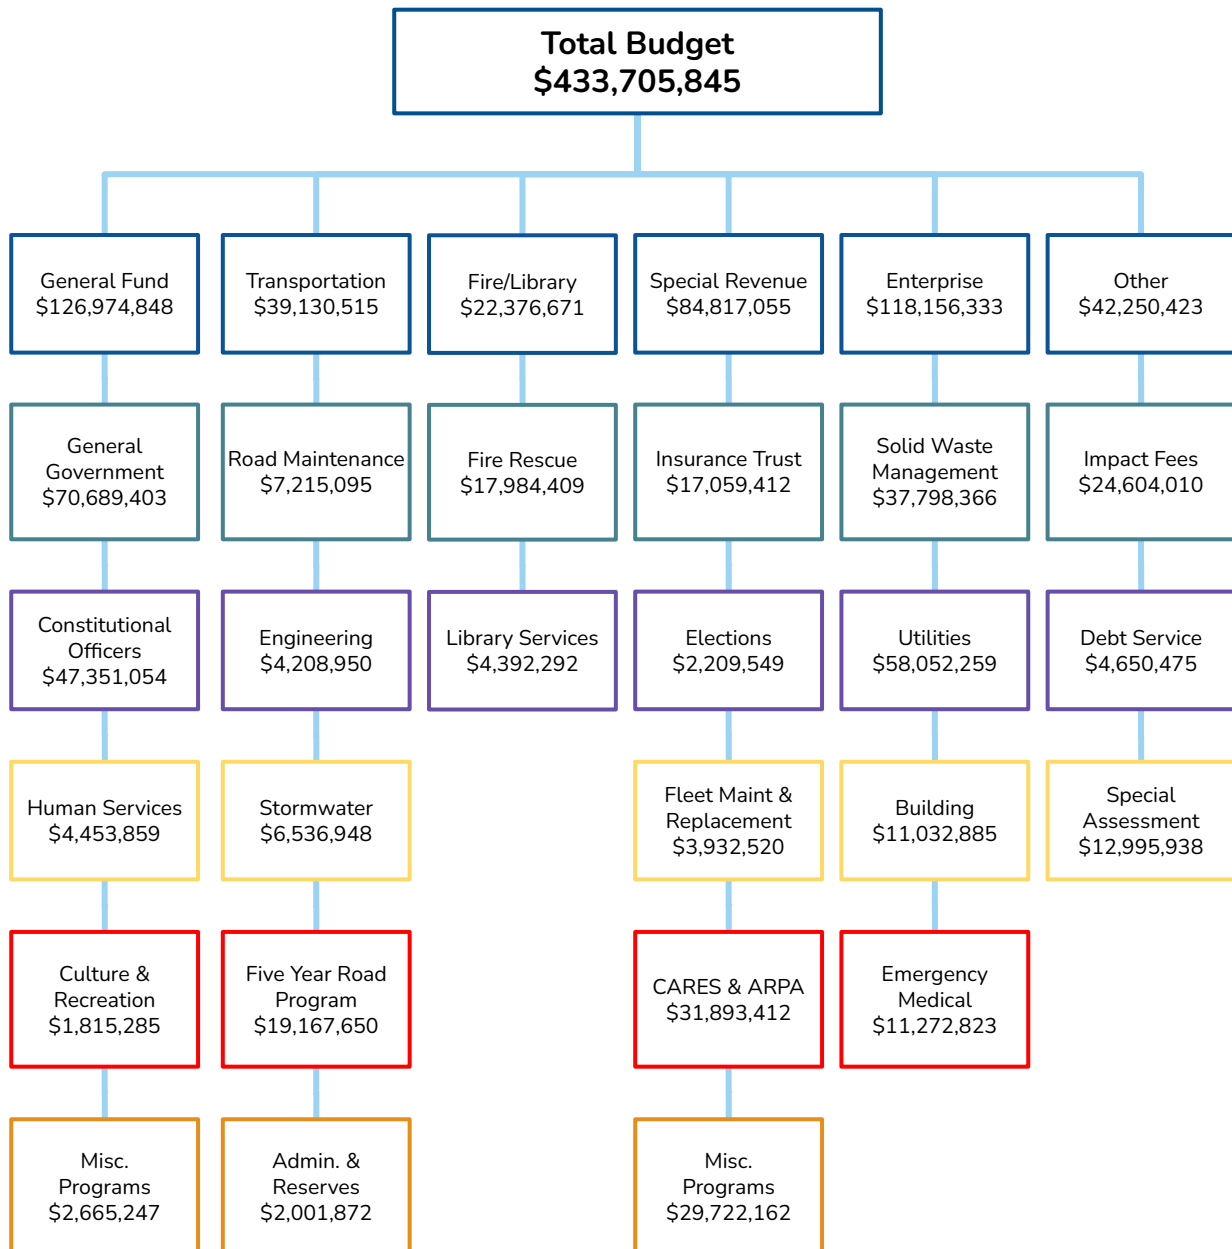 Total Budget
$433,705,845
General Fund
$126,974,848
Transportation
$39,130,515
Fire/Library
$22,376,671
Special Revenue
$84,817,055
Enterprise
$118,156,333
Other
$42,250,423
General
Government
$70,689,403
Road Maintenance
$7,215,095
Fire Rescue
$17,984,409
Insurance Trust
$17,059,412
Solid Waste
Management
$37,798,366
Impact Fees
$24,604,010
Constitutional
Officers
$47,351,054
Engineering
$4,208,950
Library Services
$4,392,292
Elections
$2,209,549
Utilities
$58,052,259
Debt Service
$4,650,475
Human Services
$4,453,859
Stormwater
$6,536,948
Fleet Maint &
Replacement
$3,932,520
Building
$11,032,885
Special
Assessment
$12,995,938
Culture &
Recreation
$1,815,285
Five Year Road
Program
$19,167,650
CARES & ARPA
$31,893,412
Emergency
Medical
$11,272,823
Misc.
Programs
$2,665,247
Admin. &
Reserves
$2,001,872
Misc.
Programs
$29,722,162